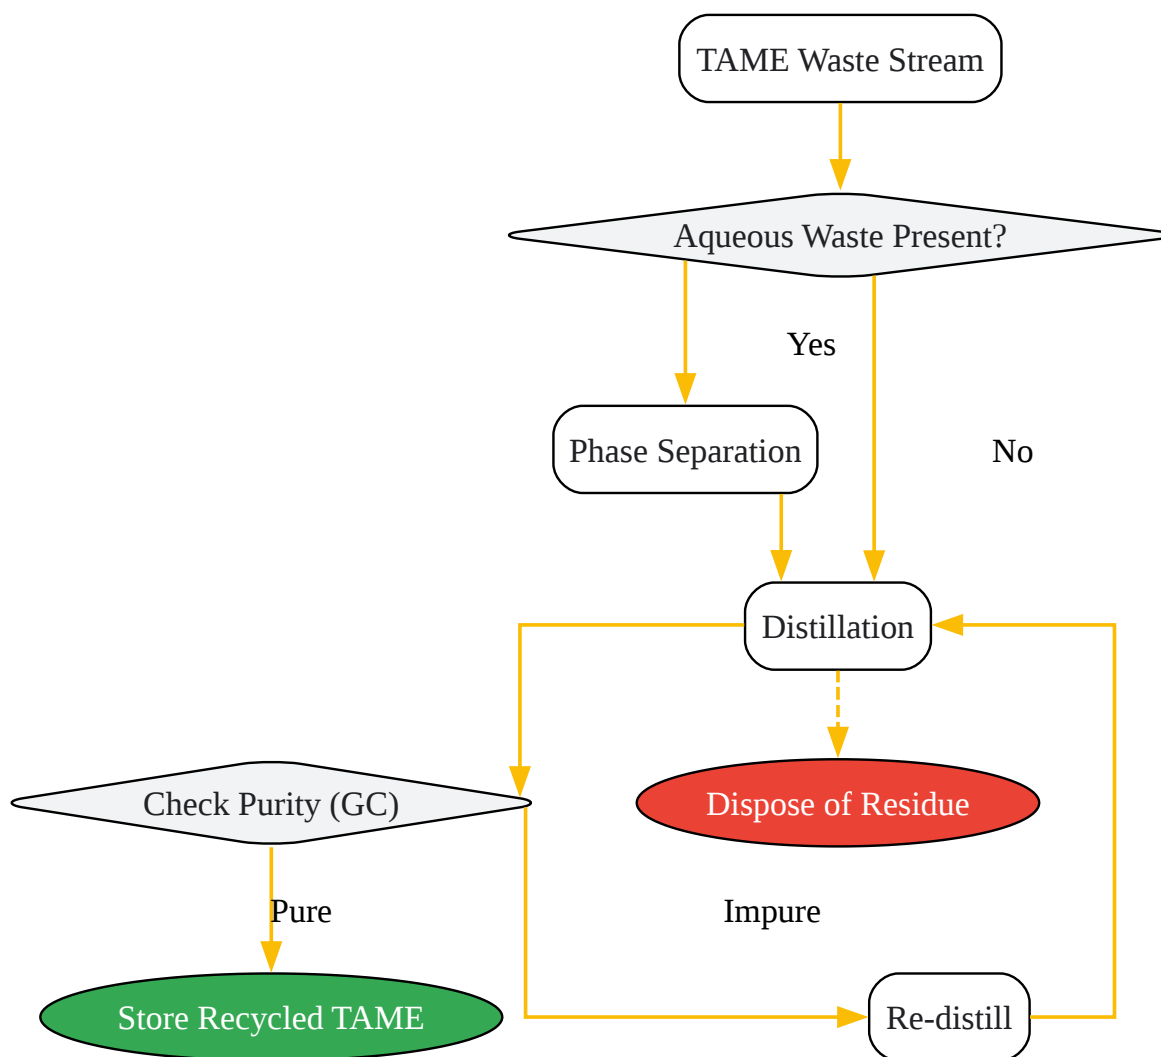 TAME Waste Stream
Aqueous Waste Present?
Yes
Phase Separation
No
Distillation
Check Purity (GC)
Dispose of Residue
Pure
Impure
Store Recycled TAME
Re-distill